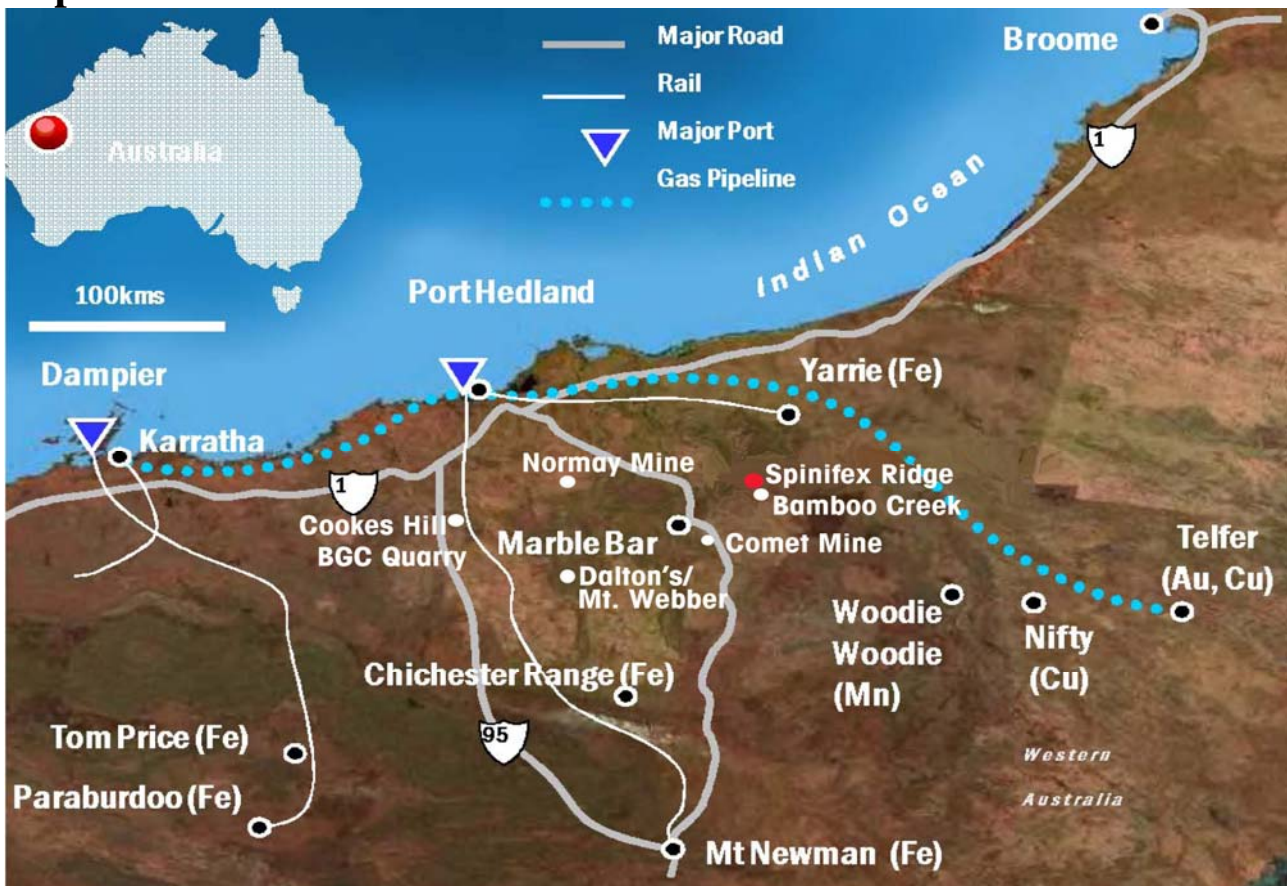 Major Road
Rail
Major Port
Gas Pipeline
Broome
Australia
1
Indian Ocean
100kms
Port Hedland
Dampier
Yarrie (Fe)
Karratha
Normay Mine
Spinifex Ridge
Bamboo Creek
1
Cookes Hill
BGC Quarry
Marble Bar
Comet Mine
Telfer
(Au, Cu)
Dalton's/
Mt. Webber
Woodie
Woodie
(Mn)
Nifty
(Cu)
Chichester Range (Fe)
95
Tom Price (Fe)
Western
Australia
Paraburdoo (Fe)
Mt Newman (Fe)